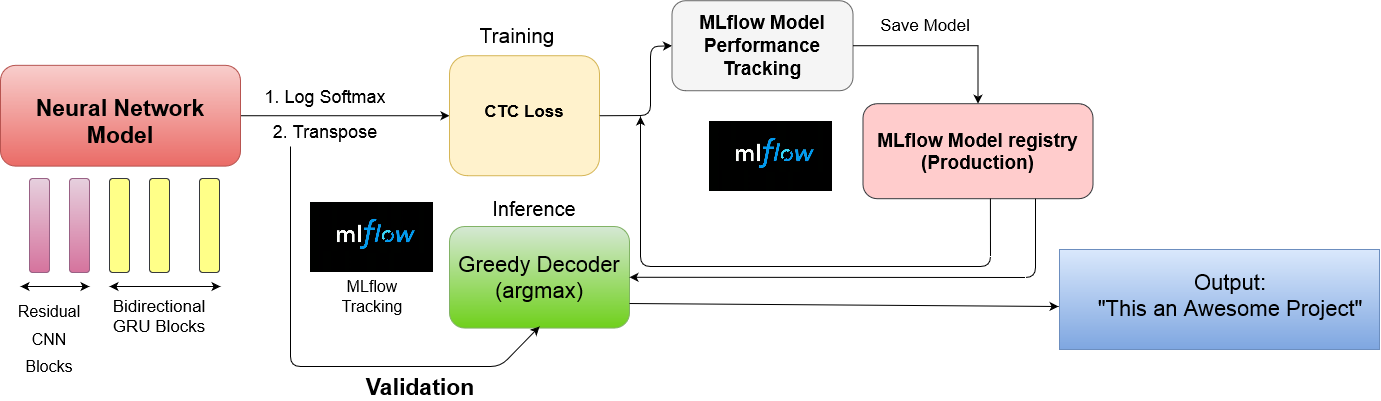 Neural Network
Model
Residual
CNN
Blocks
Bidirectional
GRU Blocks
1. Log Softmax
2. Transpose
Training
CTC Loss
mlflow
MLflow
Tracking
Inference
Greedy Decoder
(argmax)
Validation
MLflow Model
Performance
Tracking
Save Model
mlflow
MLflow Model registry
(Production)
Output:
"This an Awesome Project"